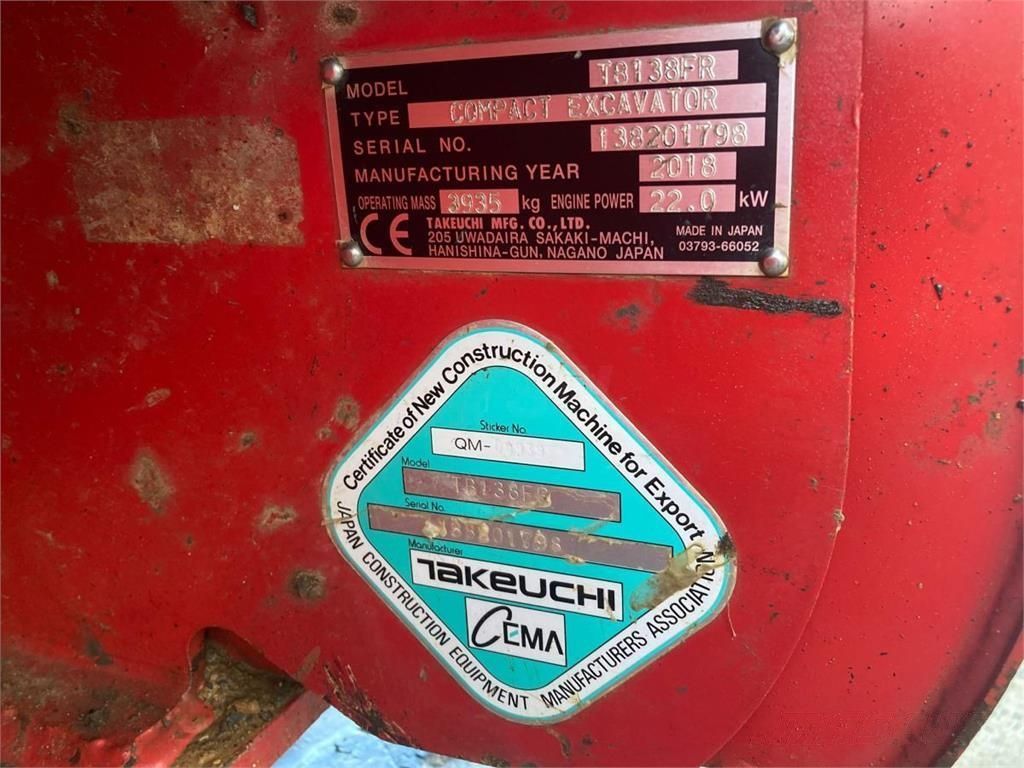 MODEL TB138FR
TYPE COMPACT EXCAVATOR
SERIAL NO. 138201798
MANUFACTURING YEAR 2018
OPERATING MASS 3935 kg ENGINE POWER 22.0 kW
CE TAKEUCHI MFG. CO., LTD.
205 UWADAIRA SAKAKI-MACHI,
HANISHINA-GUN, NAGANO JAPAN
MADE IN JAPAN
03793-66052
Certificate of New Construction Machine for Export
Sticker No.
QM-
Model
TB138FR
Serial No.
138201798
Manufacturer
TAKEUCHI
CEMA
JAPAN CONSTRUCTION EQUIPMENT MANUFACTURERS ASSOCIATION